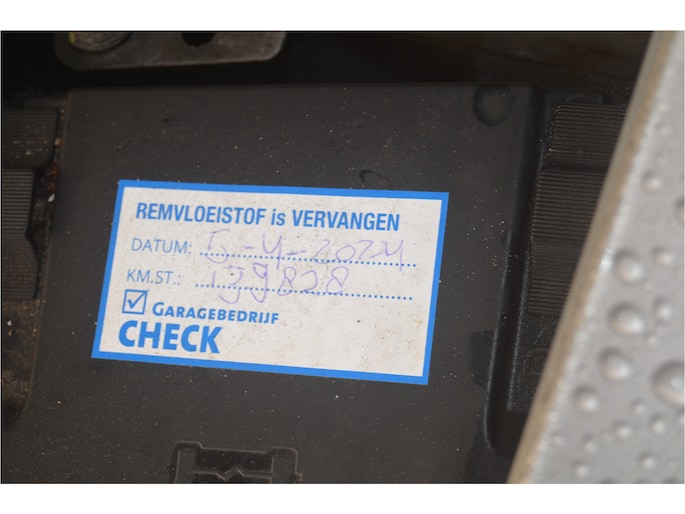 REMVLOEISTOF is VERVANGEN
DATUM: 5-4-2024
KM.ST.: 139828
GARAGEBEDRIJF
CHECK